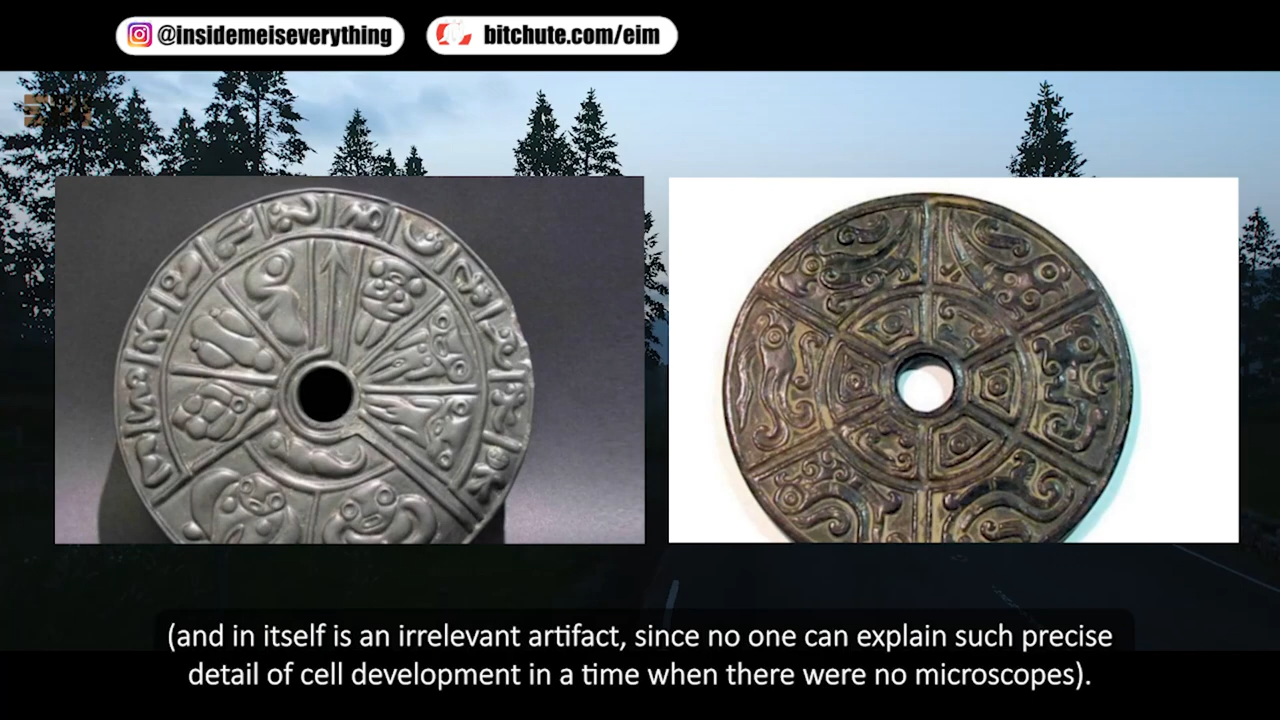 @insidemeiseverything
bitchute.com/eim
(and in itself is an irrelevant artifact, since no one can explain such precise
detail of cell development in a time when there were no microscopes).